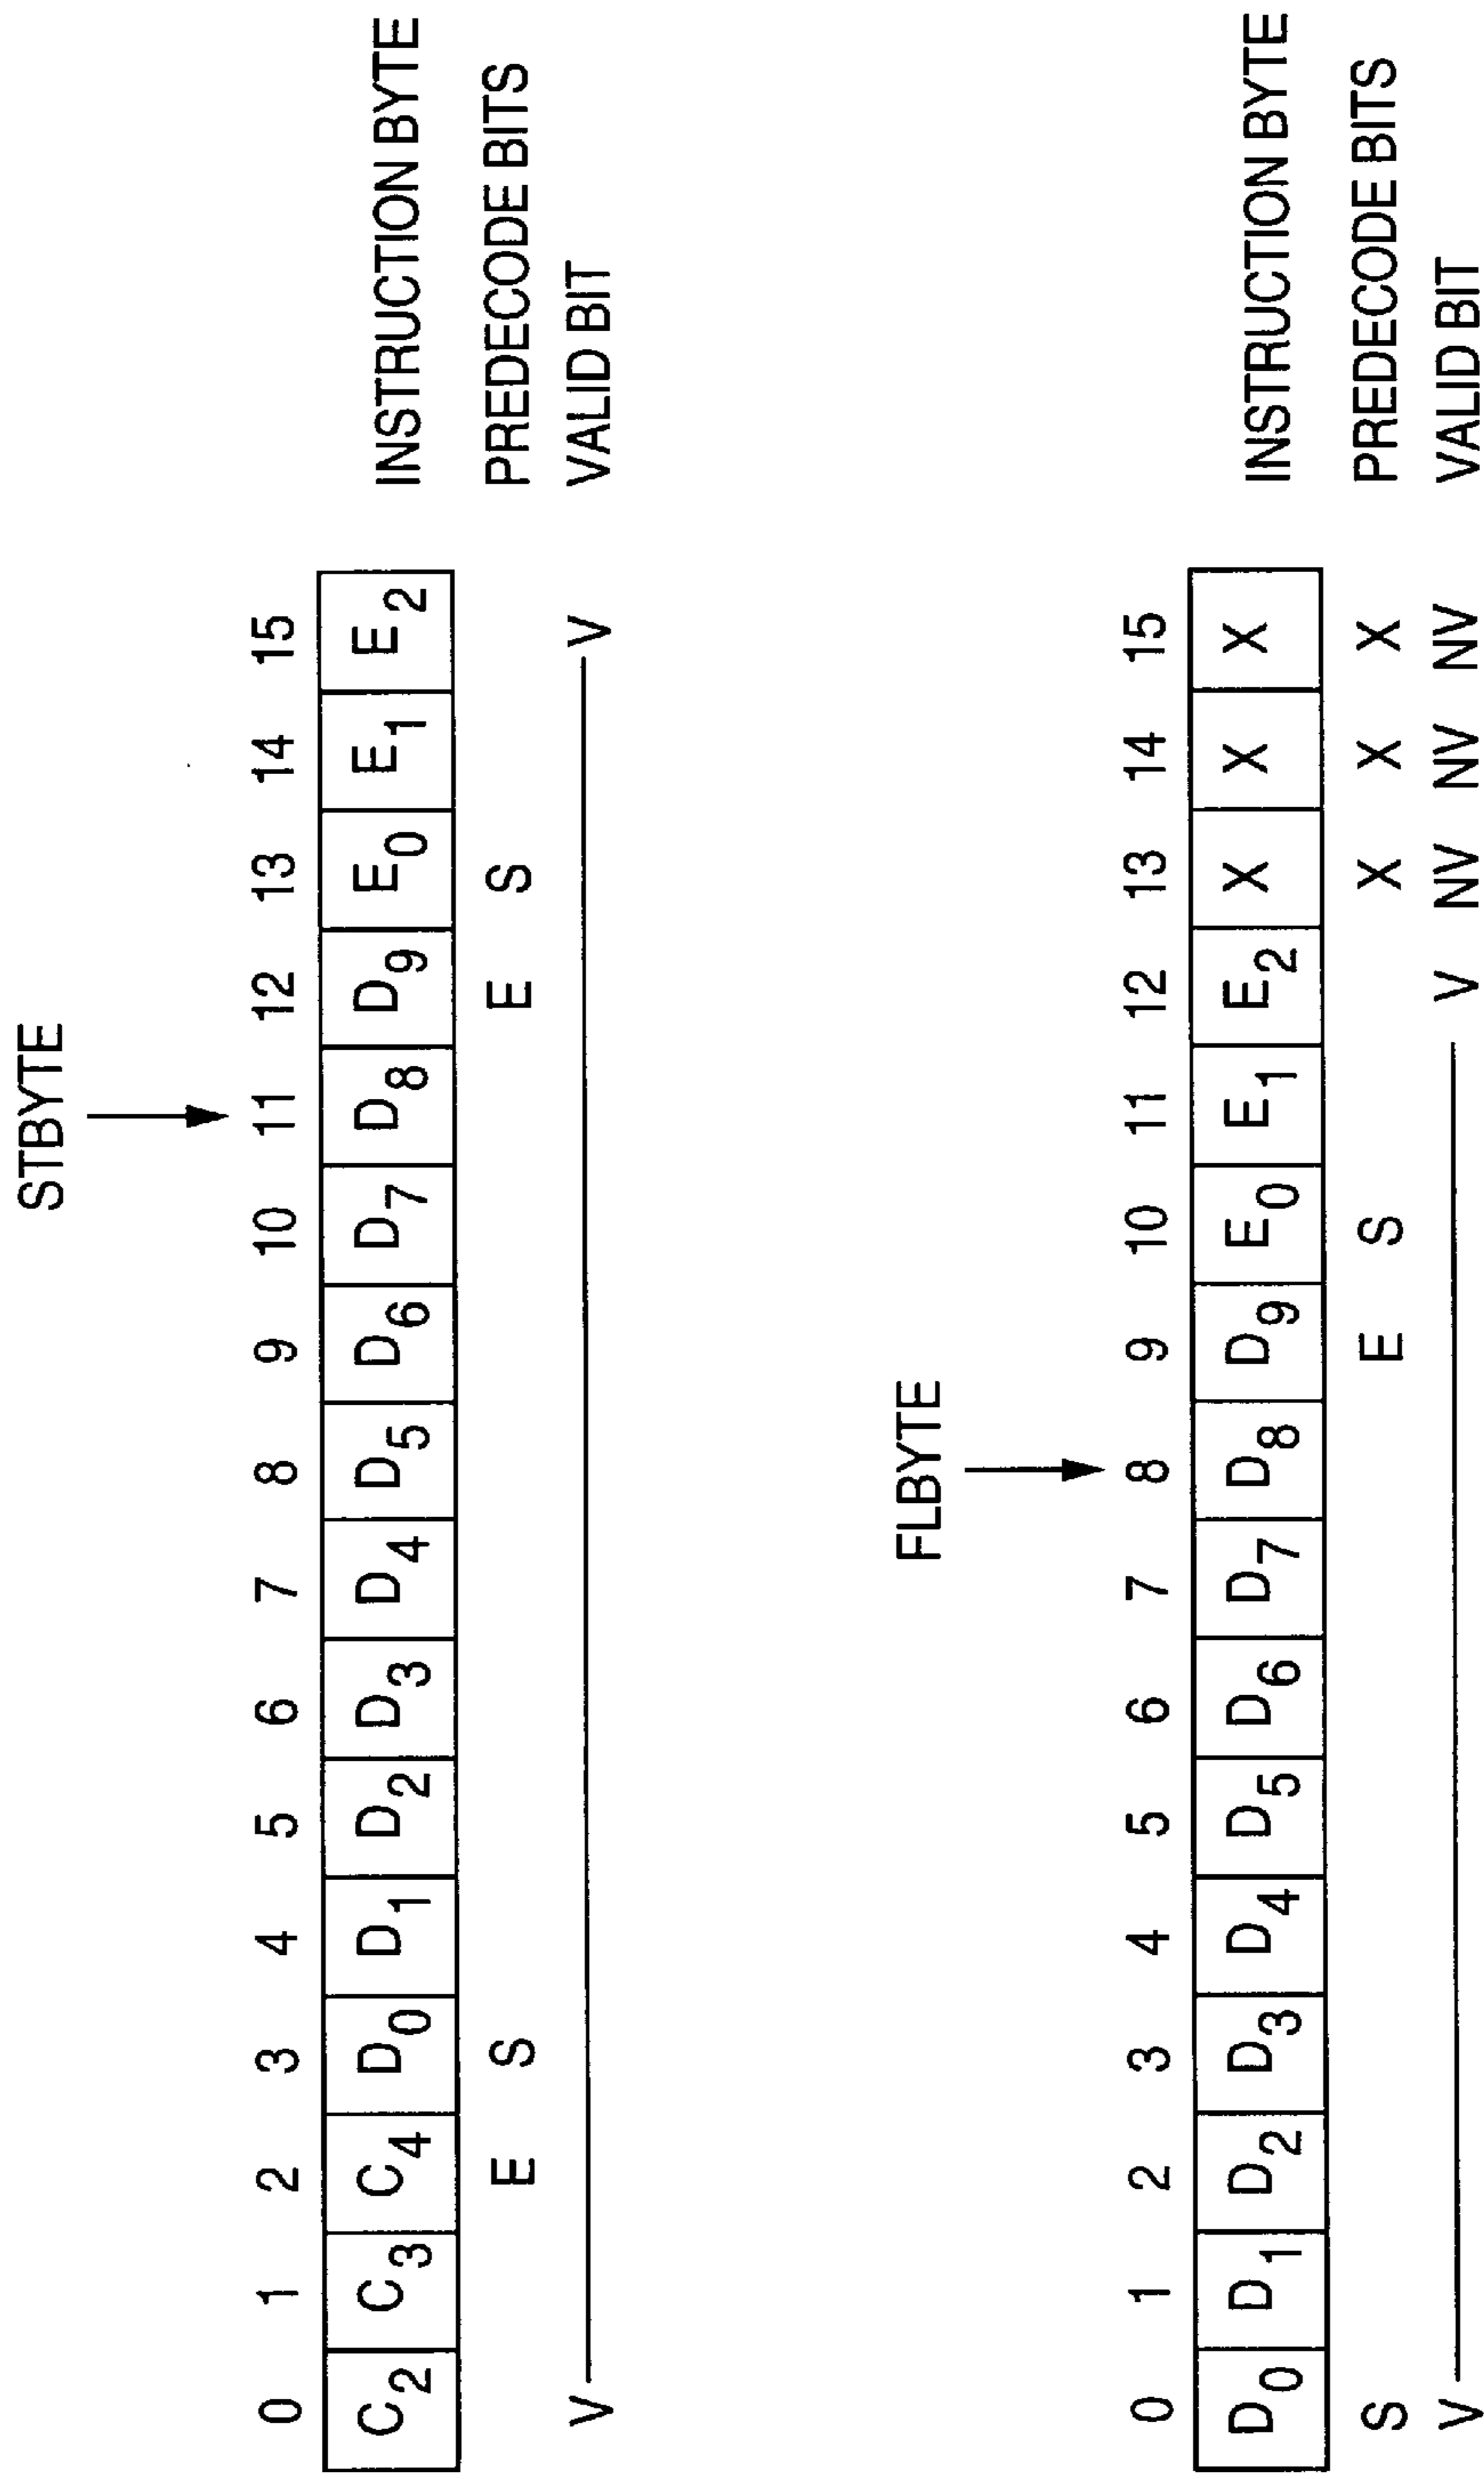 STBYTE
0 1 2 3 4 5 6 7 8 9 10 11 12 13 14 15
C2 C3 C4 D0 D1 D2 D3 D4 D5 D6 D7 D8 D9 E0 E1 E2 INSTRUCTION BYTE
E S E S PREDECODE BITS
V V VALID BIT
FLBYTE
0 1 2 3 4 5 6 7 8 9 10 11 12 13 14 15
D0 D1 D2 D3 D4 D5 D6 D7 D8 D9 E0 E1 E2 X X X INSTRUCTION BYTE
S E S X X X PREDECODE BITS
V V NV NV NV VALID BIT